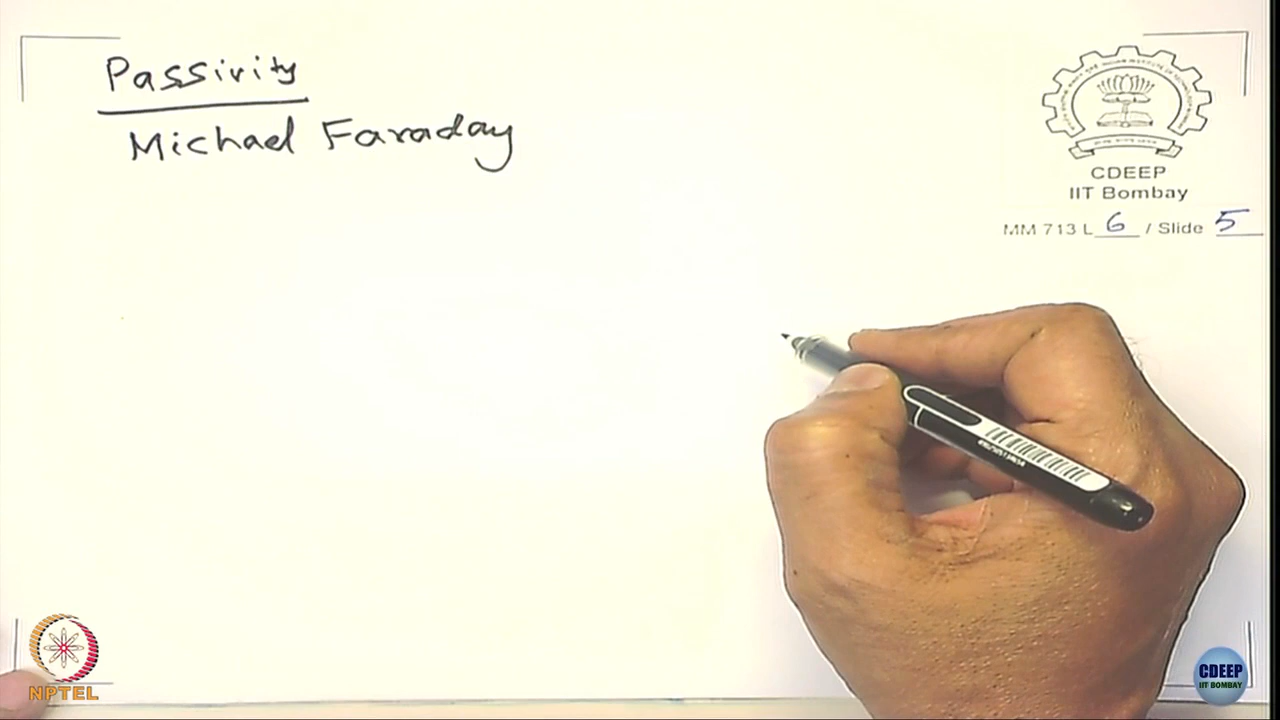 Passivity
Michael Faraday
CDEEP
IIT Bombay
MM 713 L 6 / Slide 5
NPTEL
CDEEP
IIT BOMBAY